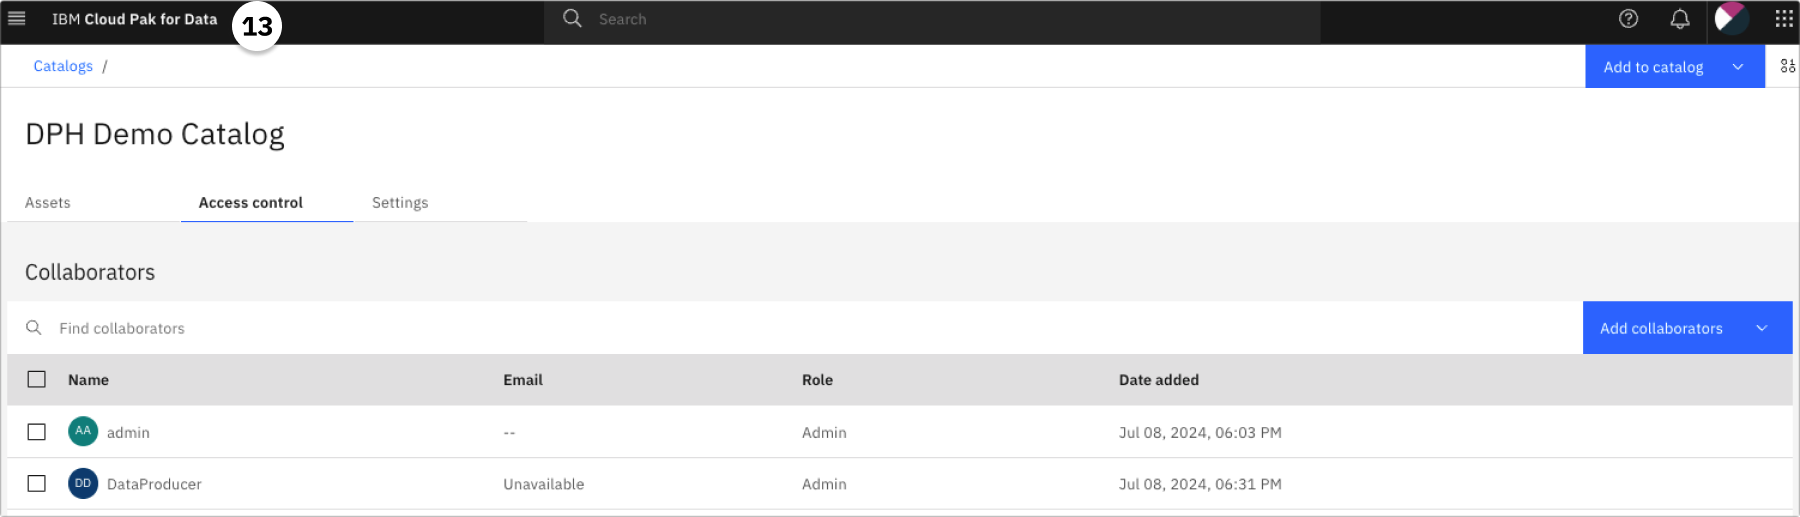 IBM Cloud Pak for Data
13
Search
Catalogs /
Add to catalog
DPH Demo Catalog
Assets
Access control
Settings
Collaborators
Find collaborators
Add collaborators
Name Email Role Date added
AA admin -- Admin Jul 08, 2024, 06:03 PM
DD DataProducer Unavailable Admin Jul 08, 2024, 06:31 PM